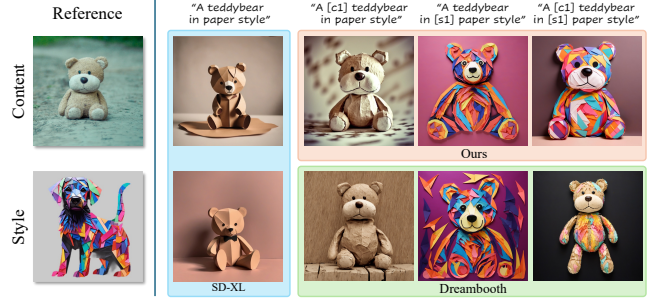 Reference
Content
Style
"A teddybear
in paper style"
"A [c1] teddybear
in paper style"
"A teddybear
in [s1] paper style"
"A [c1] teddybear
in [s1] paper style"
Ours
SD-XL
Dreambooth